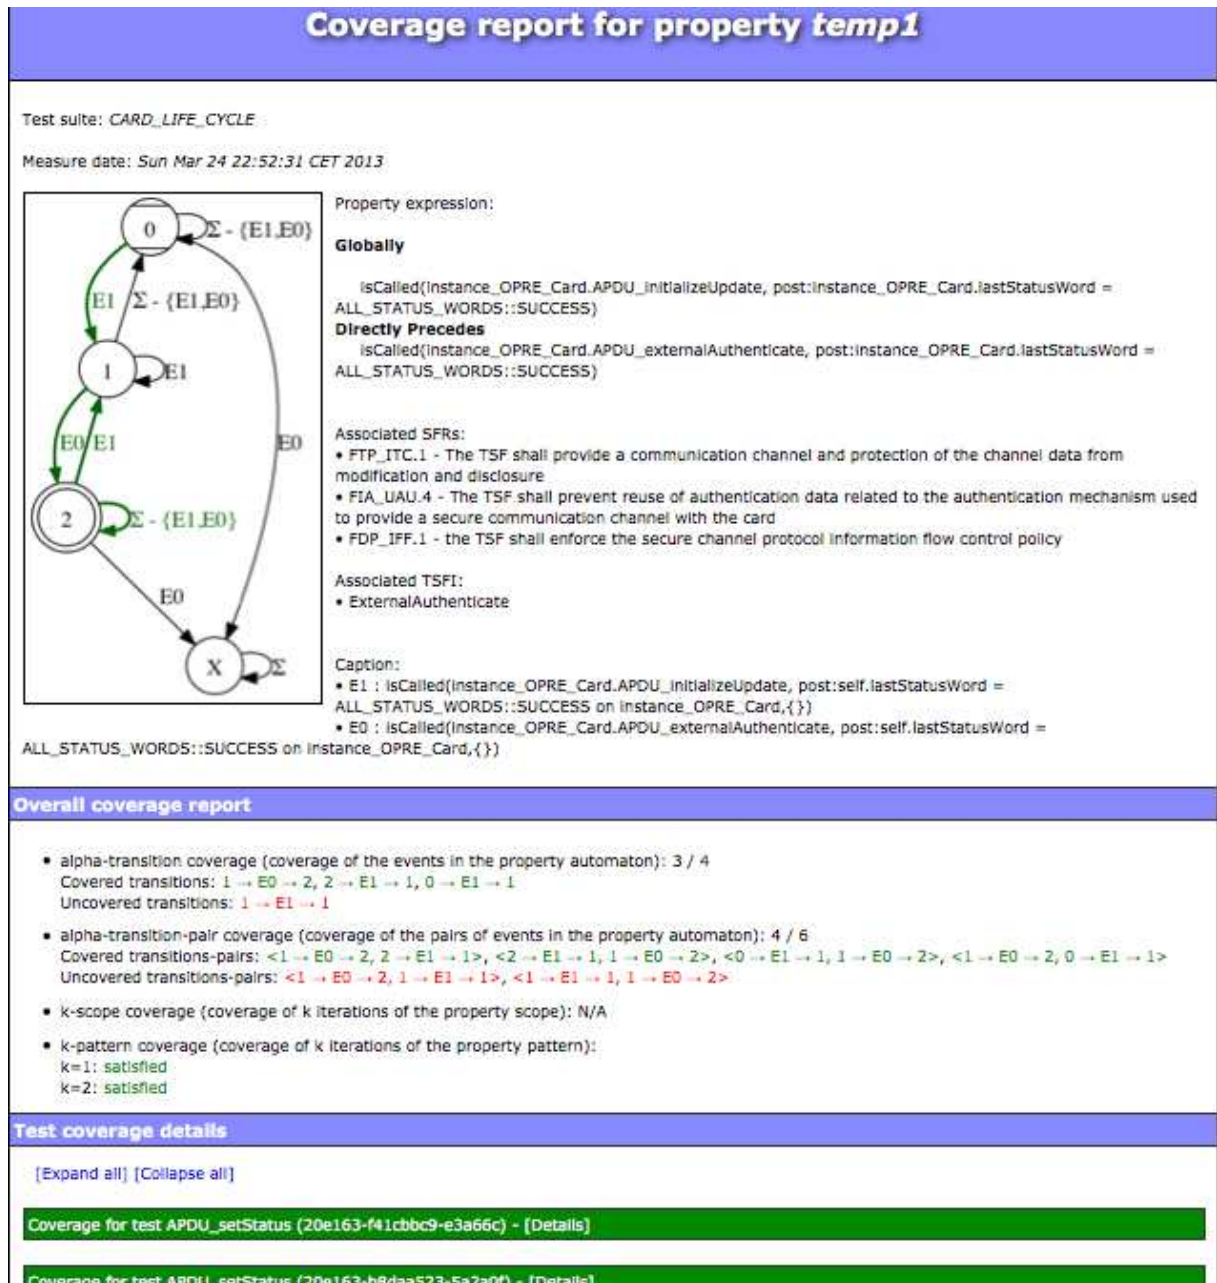 Coverage report for property temp1
Test suite: CARD_LIFE_CYCLE
Measure date: Sun Mar 24 22:52:31 CET 2013
0
Σ - {E1,E0}
E1
Σ - {E1,E0}
1
E1
E0
E1
E0
2
Σ - {E1,E0}
E0
X
Σ
Property expression:
Globally
isCalled(instance_OPRE_Card.APDU_initializeUpdate, post:instance_OPRE_Card.lastStatusWord =
ALL_STATUS_WORDS::SUCCESS)
Directly Precedes
isCalled(instance_OPRE_Card.APDU_externalAuthenticate, post:instance_OPRE_Card.lastStatusWord =
ALL_STATUS_WORDS::SUCCESS)
Associated SFRs:
• FTP_ITC.1 - The TSF shall provide a communication channel and protection of the channel data from
modification and disclosure
• FIA_UAU.4 - The TSF shall prevent reuse of authentication data related to the authentication mechanism used
to provide a secure communication channel with the card
• FDP_IFF.1 - the TSF shall enforce the secure channel protocol information flow control policy
Associated TSFI:
• ExternalAuthenticate
Caption:
• E1 : isCalled(instance_OPRE_Card.APDU_initializeUpdate, post:self.lastStatusWord =
ALL_STATUS_WORDS::SUCCESS on instance_OPRE_Card,{})
• E0 : isCalled(instance_OPRE_Card.APDU_externalAuthenticate, post:self.lastStatusWord =
ALL_STATUS_WORDS::SUCCESS on instance_OPRE_Card,{})
Overall coverage report
• alpha-transition coverage (coverage of the events in the property automaton): 3 / 4
Covered transitions: 1 → E0 → 2, 2 → E1 → 1, 0 → E1 → 1
Uncovered transitions: 1 → E1 → 1
• alpha-transition-pair coverage (coverage of the pairs of events in the property automaton): 4 / 6
Covered transitions-pairs: <1 → E0 → 2, 2 → E1 → 1>, <2 → E1 → 1, 1 → E0 → 2>, <0 → E1 → 1, 1 → E0 → 2>, <1 → E0 → 2, 0 → E1 → 1>
Uncovered transitions-pairs: <1 → E0 → 2, 1 → E1 → 1>, <1 → E1 → 1, 1 → E0 → 2>
• k-scope coverage (coverage of k iterations of the property scope): N/A
• k-pattern coverage (coverage of k iterations of the property pattern):
k=1: satisfied
k=2: satisfied
Test coverage details
[Expand all] [Collapse all]
Coverage for test APDU_setStatus (20e163-f41cbbc9-e3a66c) - [Details]
Coverage for test APDU_setStatus (20e163-b8daa523-5a2a0f) - [Details]